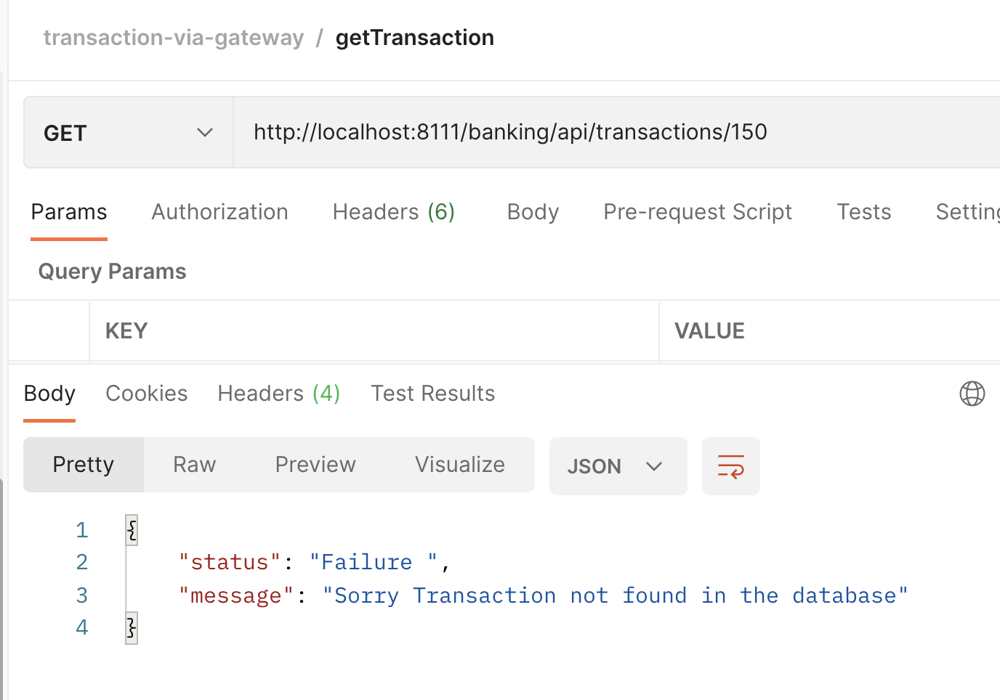 transaction-via-gateway / getTransaction
GET http://localhost:8111/banking/api/transactions/150
Params Authorization Headers (6) Body Pre-request Script Tests Setting
Query Params
KEY VALUE
Body Cookies Headers (4) Test Results
Pretty Raw Preview Visualize JSON
1 {
2 "status": "Failure ",
3 "message": "Sorry Transaction not found in the database"
4 }